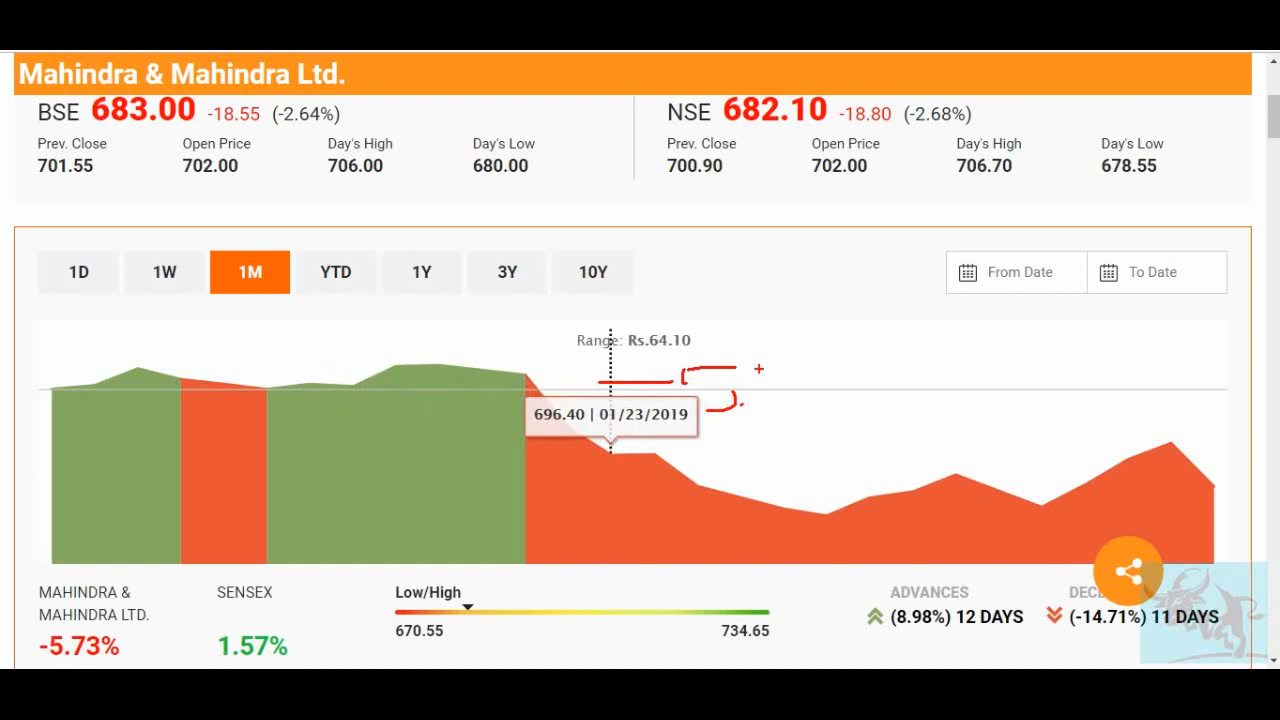 Mahindra & Mahindra Ltd.
BSE 683.00 -18.55 (-2.64%)
Prev. Close Open Price Day's High Day's Low
701.55 702.00 706.00 680.00
NSE 682.10 -18.80 (-2.68%)
Prev. Close Open Price Day's High Day's Low
700.90 702.00 706.70 678.55
1D 1W 1M YTD 1Y 3Y 10Y
From Date To Date
Range: Rs.64.10
696.40 | 01/23/2019
MAHINDRA &
MAHINDRA LTD.
-5.73%
SENSEX
1.57%
Low/High
670.55 734.65
ADVANCES
(8.98%) 12 DAYS
DEC
(-14.71%) 11 DAYS